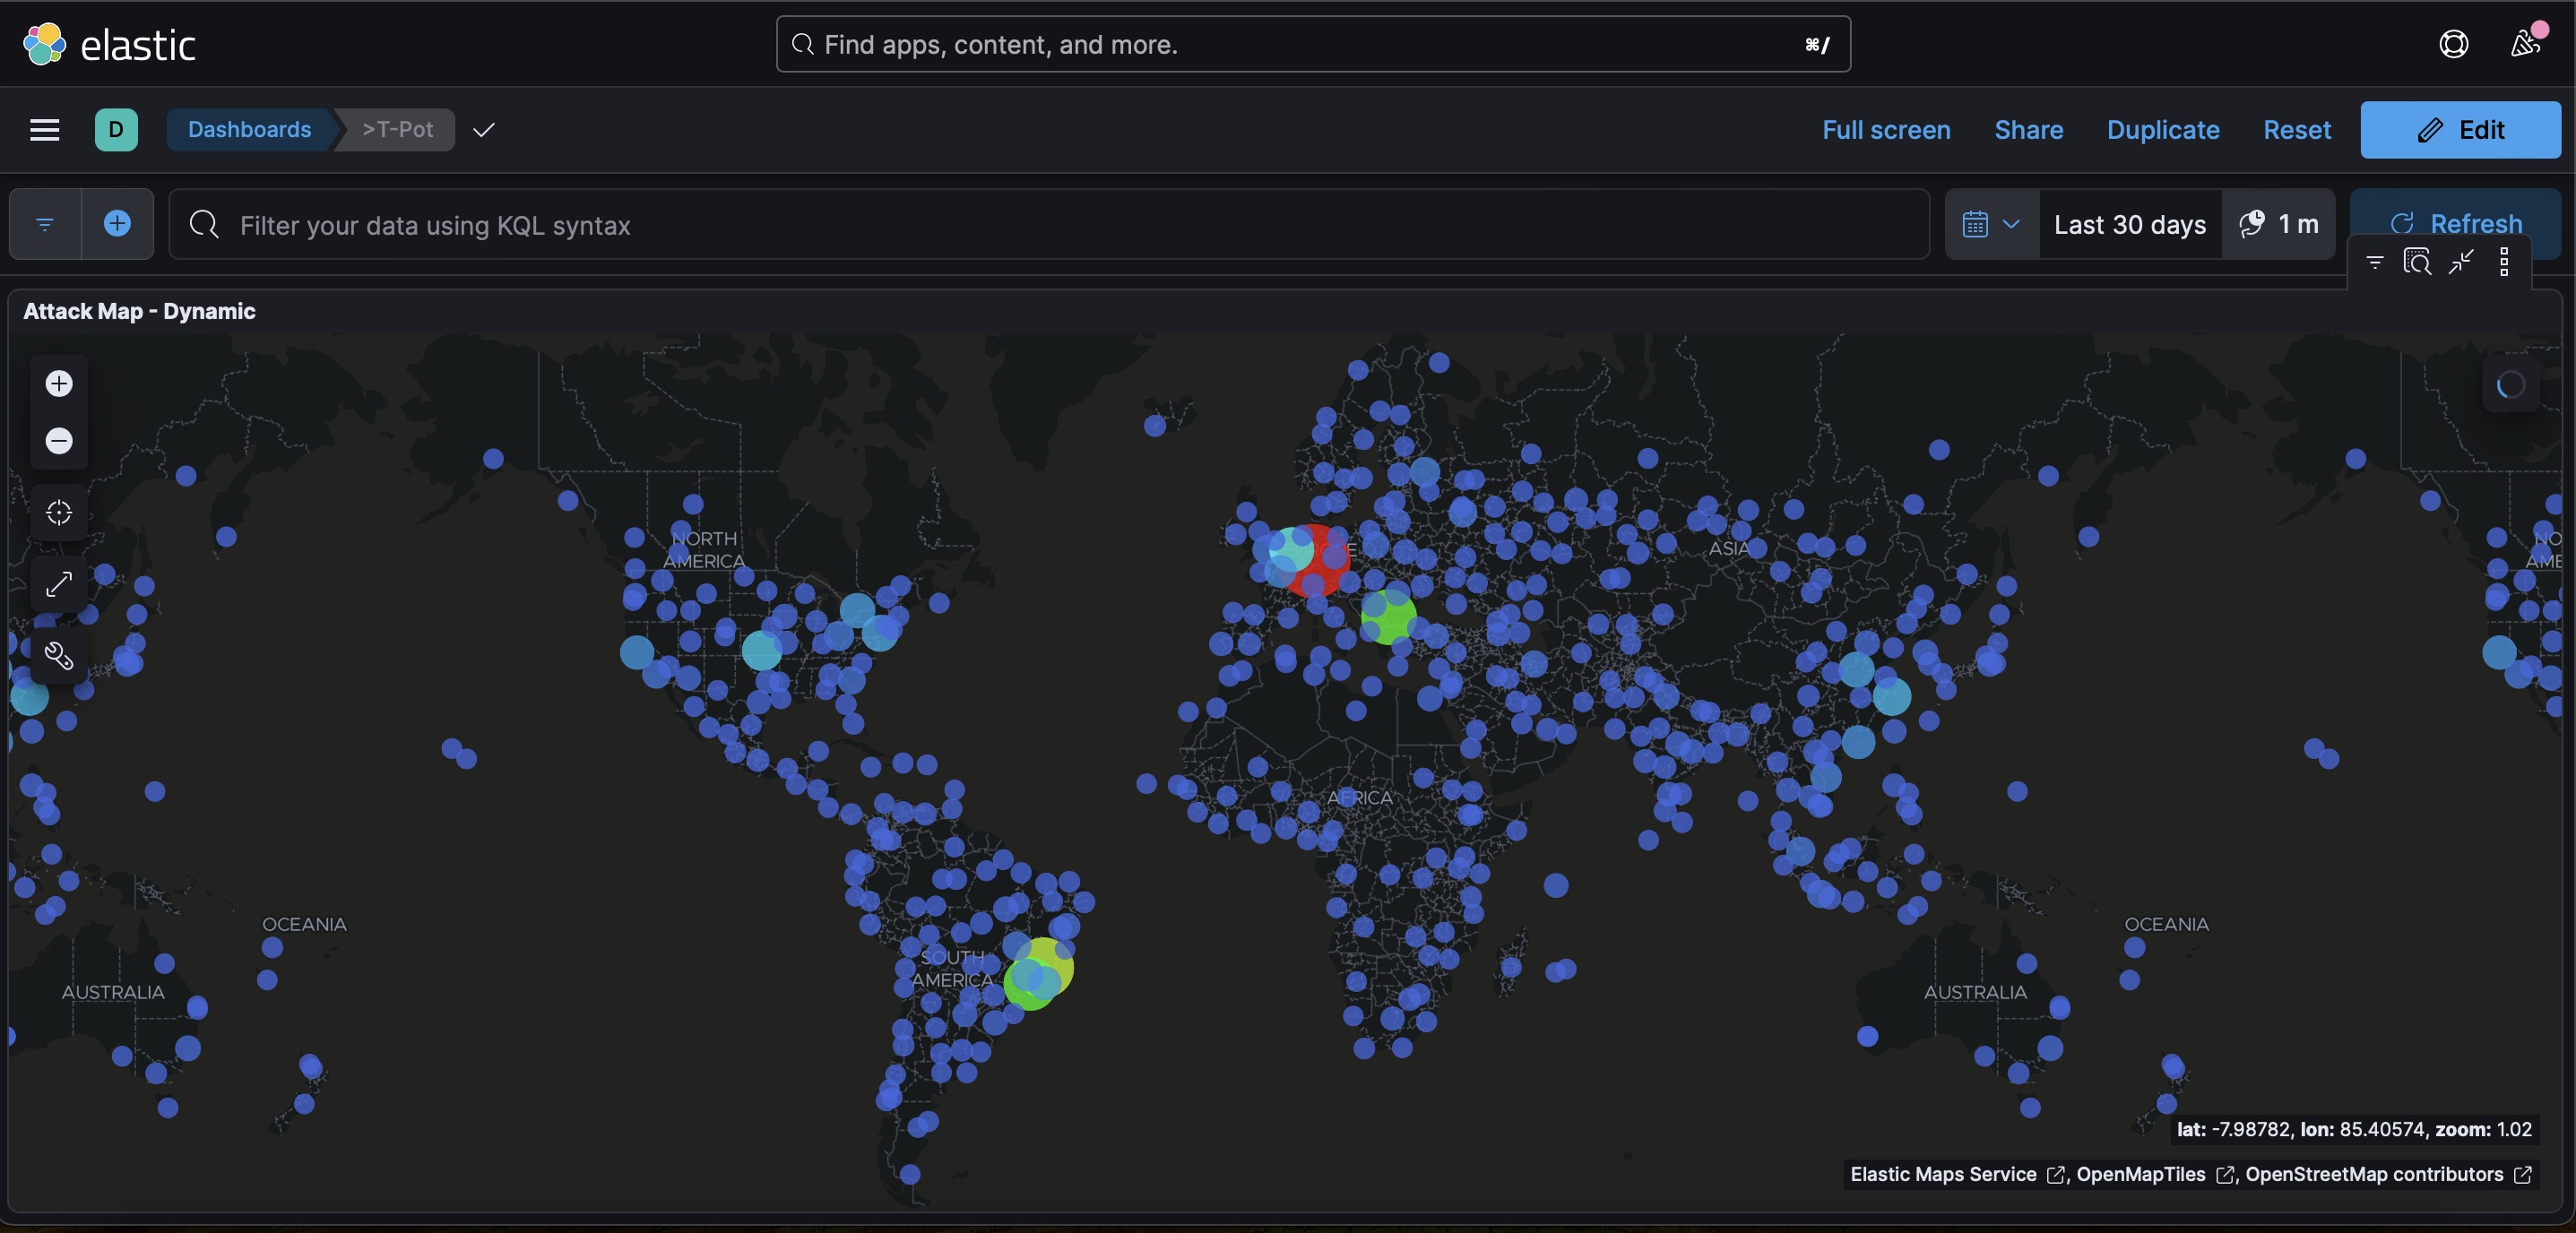 elastic
Find apps, content, and more.
⌘/
D
Dashboards
>T-Pot
Full screen
Share
Duplicate
Reset
Edit
Filter your data using KQL syntax
Last 30 days
1 m
Refresh
Attack Map - Dynamic
NORTH
AMERICA
ASIA
NO
AME
AFRICA
OCEANIA
SOUTH
AMERICA
OCEANIA
AUSTRALIA
AUSTRALIA
lat: -7.98782, lon: 85.40574, zoom: 1.02
Elastic Maps Service , OpenMapTiles , OpenStreetMap contributors